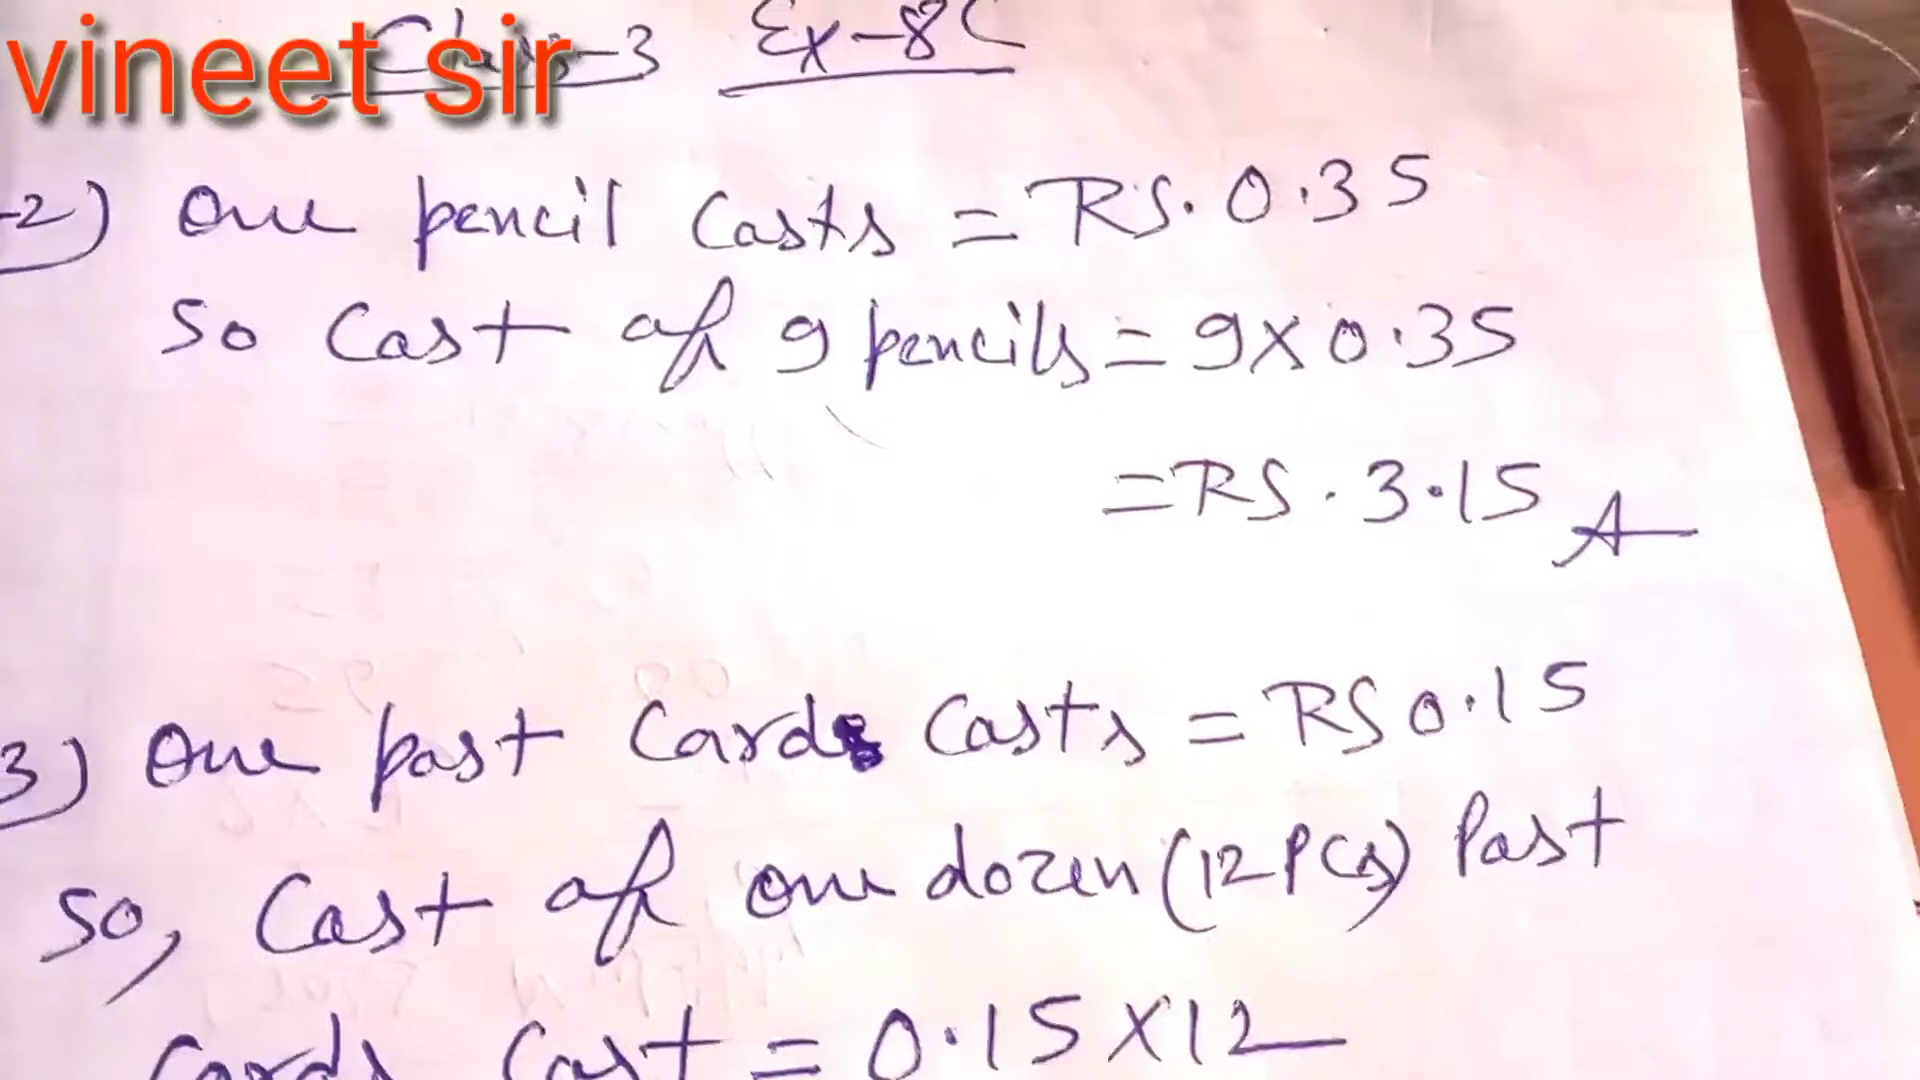 vineet sir
Class-3 Ex-8C
-2) One pencil Costs = RS. 0.35
So Cost of 9 pencils = 9 X 0.35
= RS. 3.15 A
3) One post Cards Costs = RS 0.15
So, Cost of one dozen (12 PCs) Post
Cards Cost = 0.15 X 12